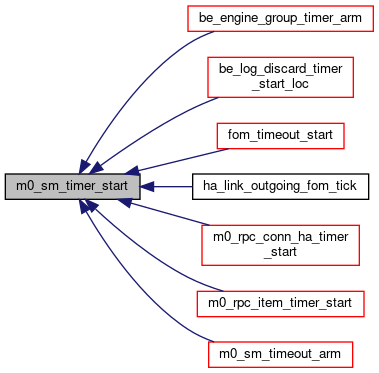 be_engine_group_timer_arm
be_log_discard_timer
_start_loc
fom_timeout_start
m0_sm_timer_start
ha_link_outgoing_fom_tick
m0_rpc_conn_ha_timer
_start
m0_rpc_item_timer_start
m0_sm_timeout_arm